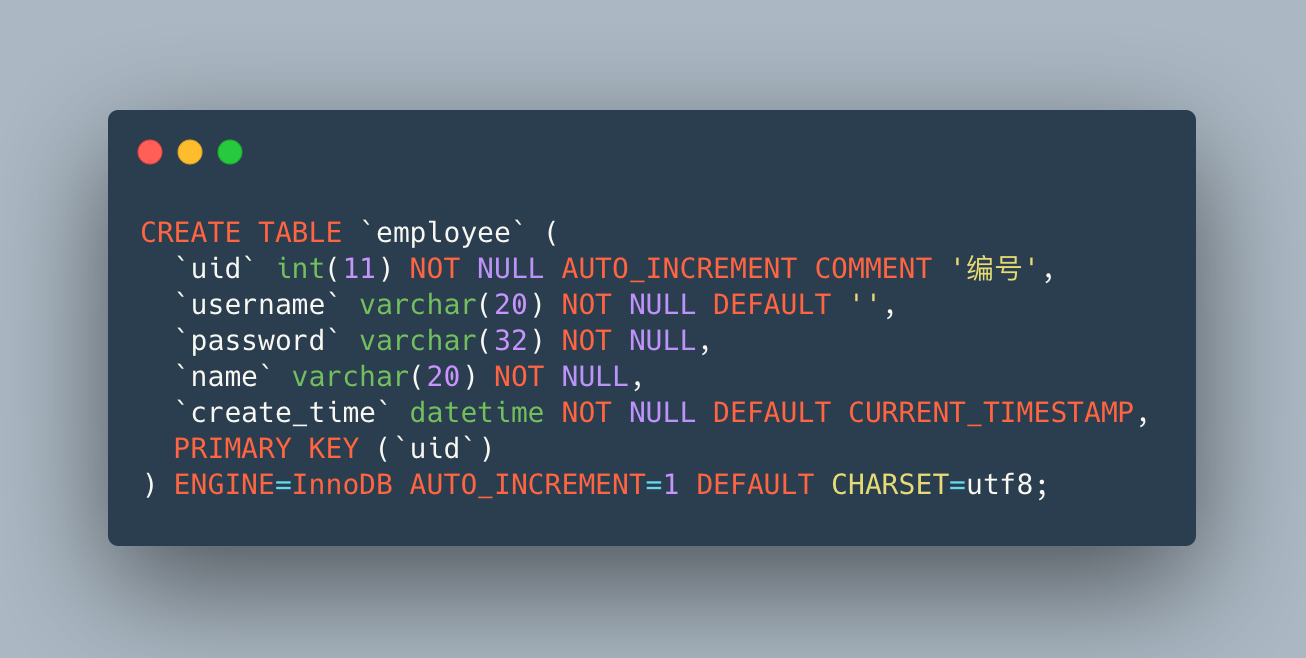 CREATE TABLE `employee` (
  `uid` int(11) NOT NULL AUTO_INCREMENT COMMENT '编号',
  `username` varchar(20) NOT NULL DEFAULT '',
  `password` varchar(32) NOT NULL,
  `name` varchar(20) NOT NULL,
  `create_time` datetime NOT NULL DEFAULT CURRENT_TIMESTAMP,
  PRIMARY KEY (`uid`)
) ENGINE=InnoDB AUTO_INCREMENT=1 DEFAULT CHARSET=utf8;